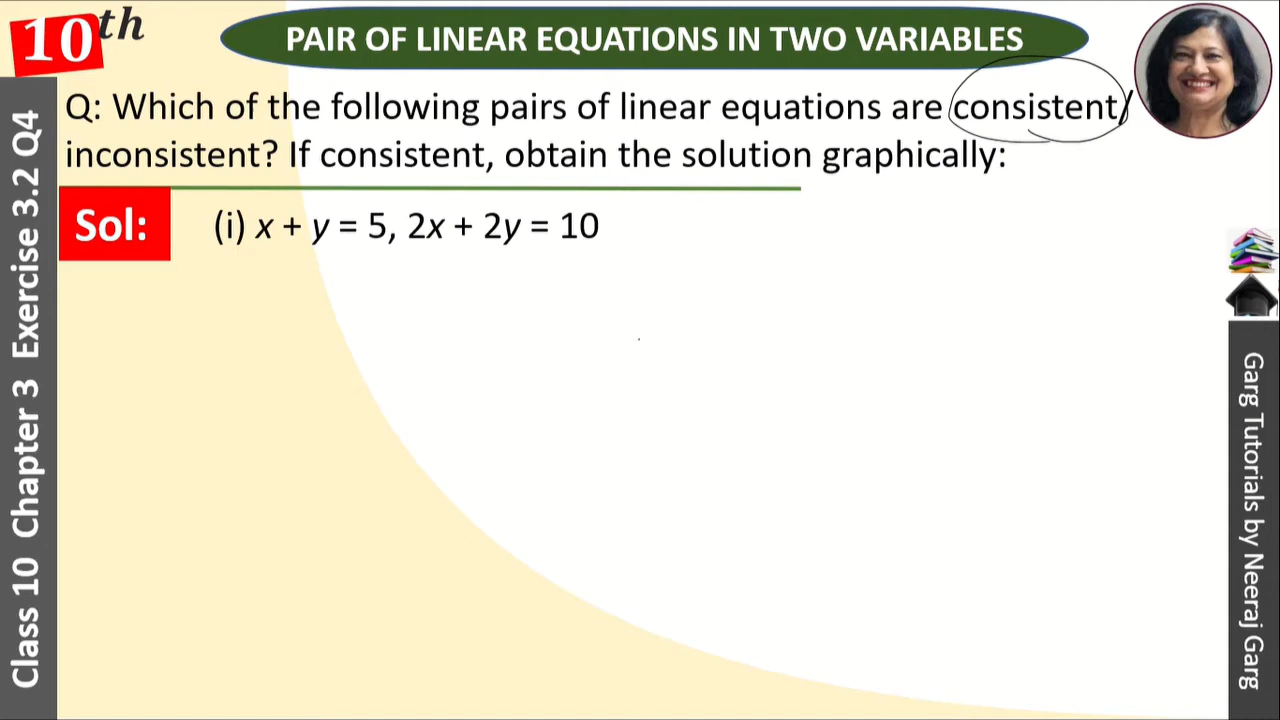 10th
PAIR OF LINEAR EQUATIONS IN TWO VARIABLES
Q: Which of the following pairs of linear equations are consistent/
inconsistent? If consistent, obtain the solution graphically:
Sol:
(i) x + y = 5, 2x + 2y = 10
Class 10 Chapter 3 Exercise 3.2 Q4
Garg Tutorials by Neeraj Garg